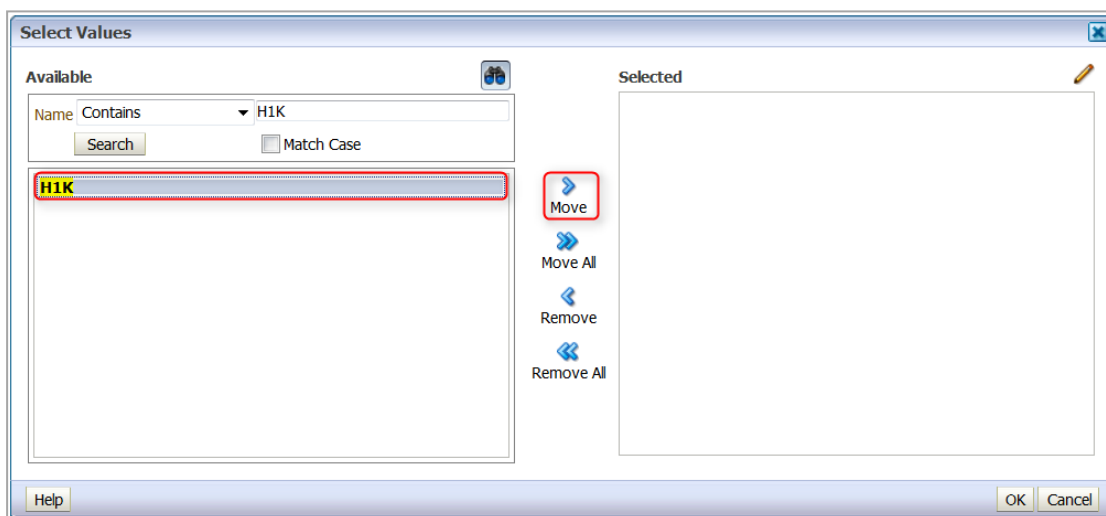 Select Values
Available
Name Contains H1K
Search Match Case
H1K
Move
Move All
Remove
Remove All
Selected
Help OK Cancel